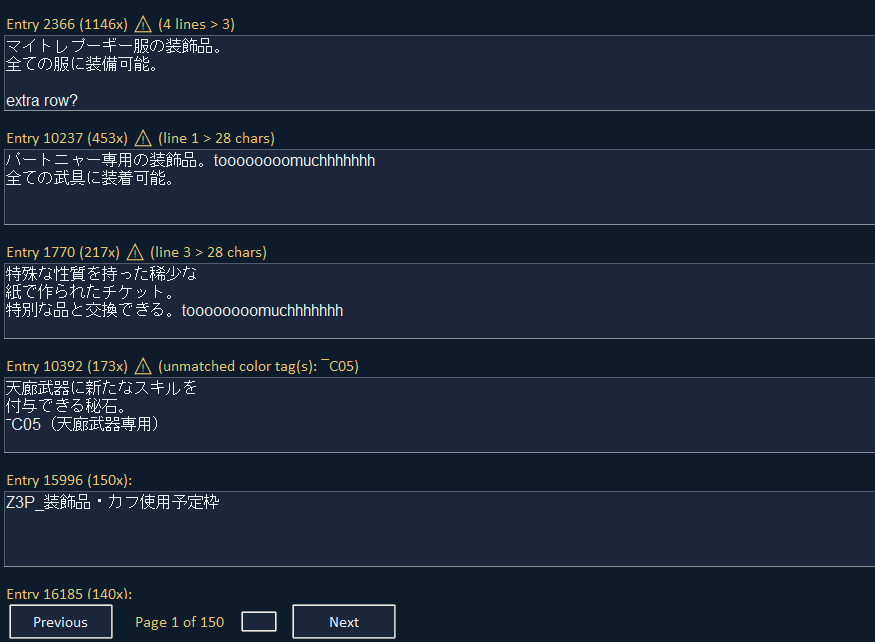 Entry 2366 (1146x) ⚠ (4 lines > 3)
マイトレブーギー服の装飾品。
全ての服に装備可能。
extra row?
Entry 10237 (453x) ⚠ (line 1 > 28 chars)
パートニャー専用の装飾品。toooooooomuchhhhhhh
全ての武具に装着可能。
Entry 1770 (217x) ⚠ (line 3 > 28 chars)
特殊な性質を持った稀少な
紙で作られたチケット。
特別な品と交換できる。toooooooomuchhhhhhh
Entry 10392 (173x) ⚠ (unmatched color tag(s): ‾C05)
天廊武器に新たなスキルを
付与できる秘石。
‾C05（天廊武器専用）
Entry 15996 (150x):
Z3P_装飾品・カフ使用予定枠
Entry 16185 (140x):
Previous
Page 1 of 150
Next